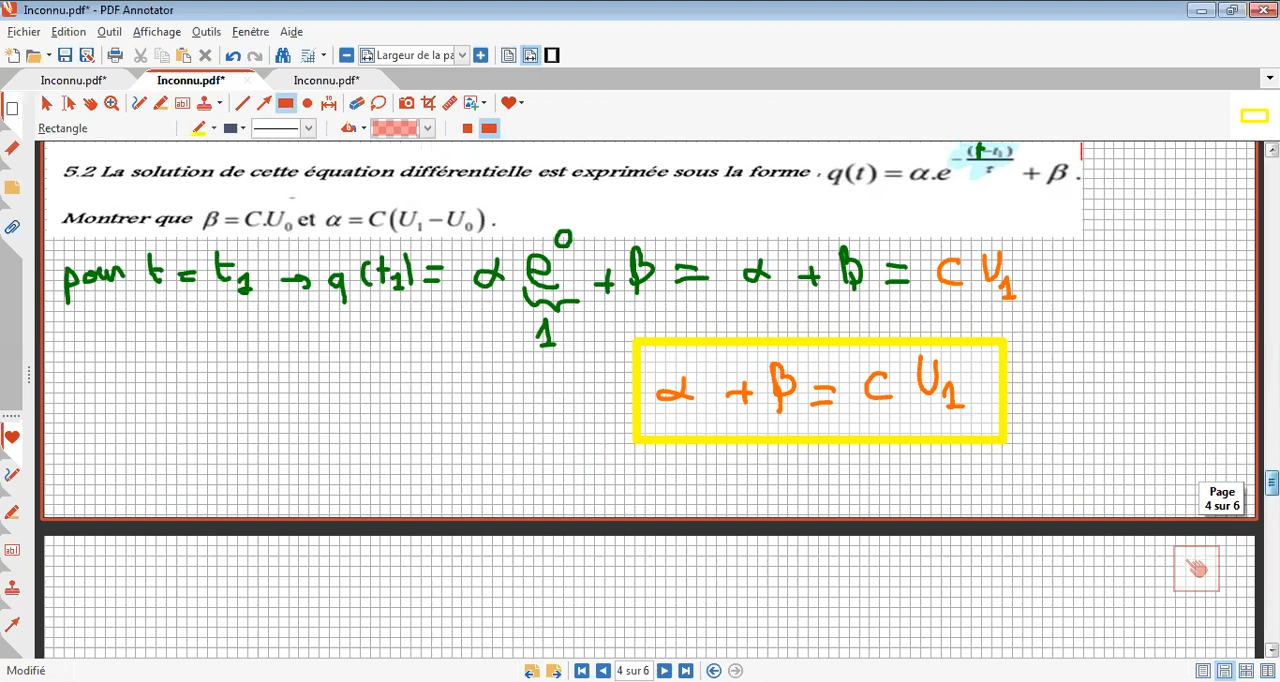 Inconnu.pdf* - PDF Annotator
Fichier Edition Outil Affichage Outils Fenêtre Aide
Largeur de la pa
Inconnu.pdf* Inconnu.pdf* Inconnu.pdf*
Rectangle
5.2 La solution de cette équation différentielle est exprimée sous la forme , q(t) = α.e^{-(t-t₁)/τ} + β .
Montrer que β = C.U₀ et α = C(U₁ − U₀) .
pour t = t₁ → q(t₁) = α e⁰ + β = α + β = C U₁
1
α + β = C U₁
Page
4 sur 6
Modifié
4 sur 6